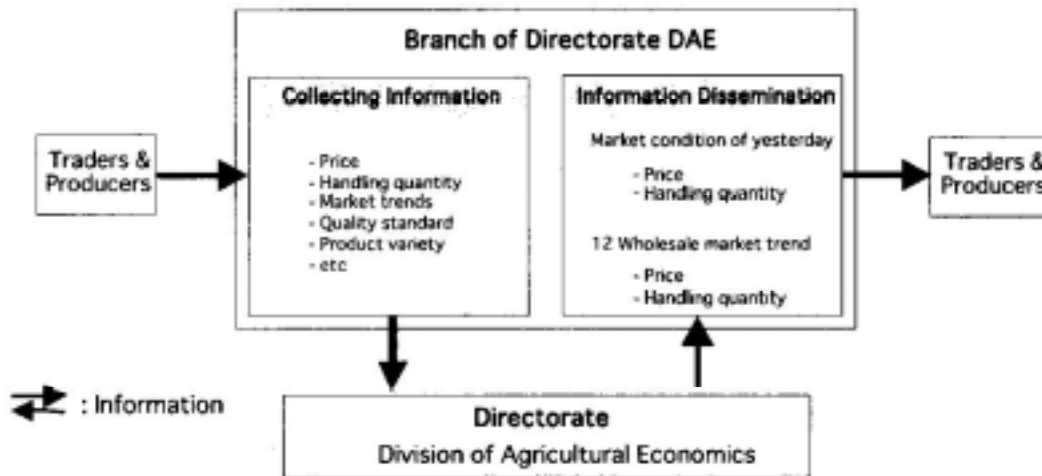 Branch of Directorate DAE
Traders &
Producers
Collecting Information
- Price
- Handling quantity
- Market trends
- Quality standard
- Product variety
- etc
Information Dissemination
Market condition of yesterday
- Price
- Handling quantity
12 Wholesale market trend
- Price
- Handling quantity
Traders &
Producers
: Information
Directorate
Division of Agricultural Economics